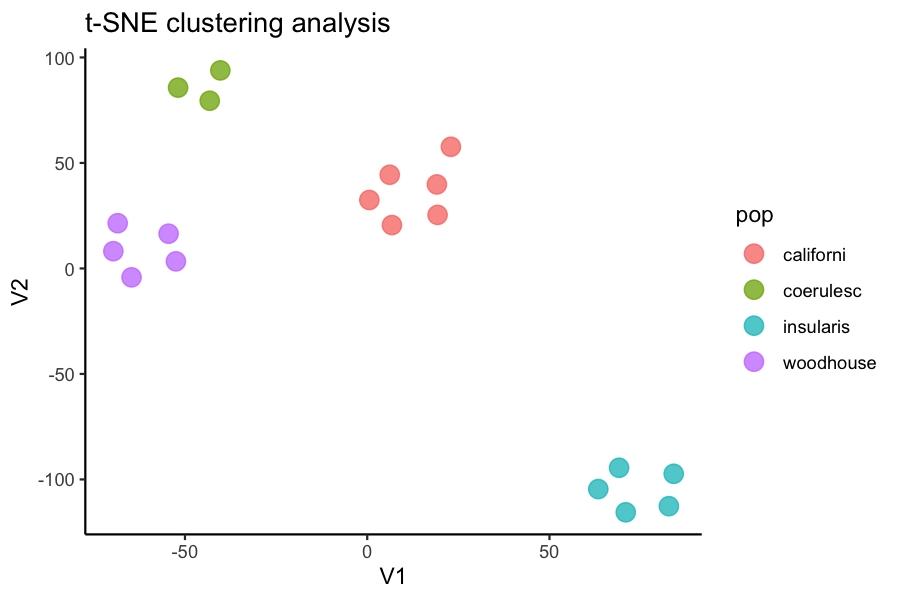 t-SNE clustering analysis
100
50
0
-50
-100
V2
-50
0
50
V1
pop
californi
coerulesc
insularis
woodhouse